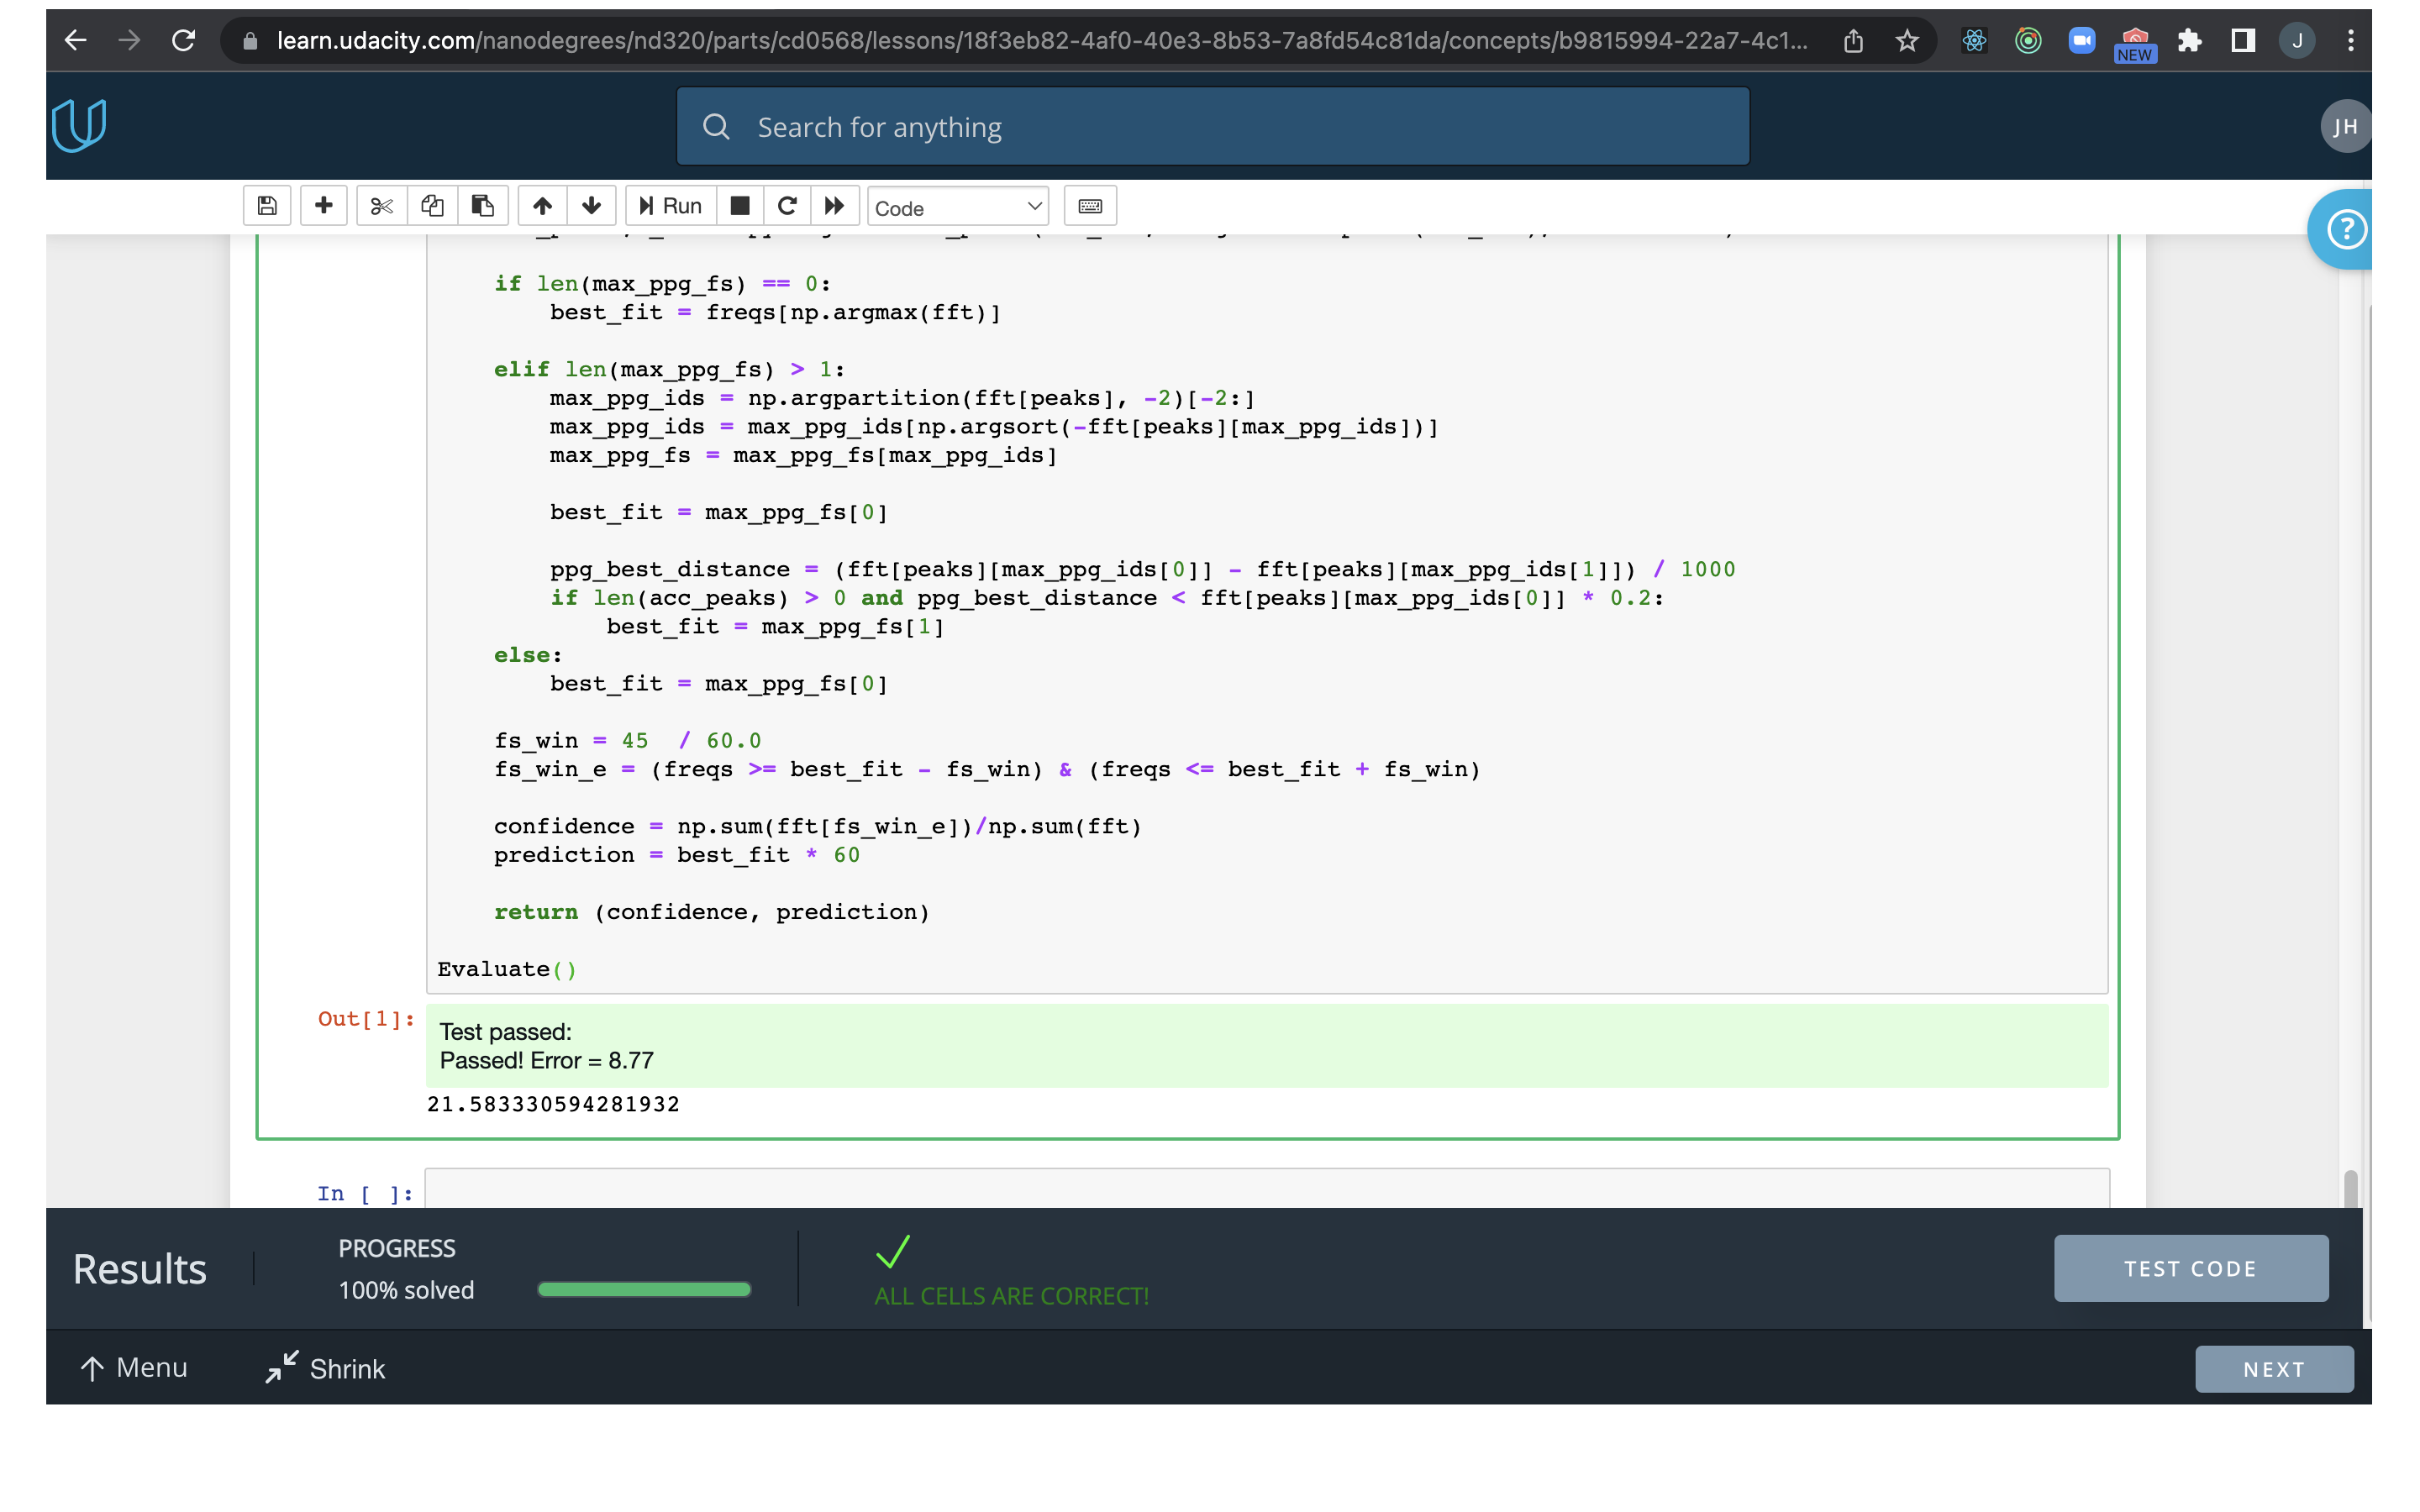 learn.udacity.com/nanodegrees/nd320/parts/cd0568/lessons/18f3eb82-4af0-40e3-8b53-7a8fd54c81da/concepts/b9815994-22a7-4c1...
NEW
J
Search for anything
JH
Run
Code
?
if len(max_ppg_fs) == 0:
best_fit = freqs[np.argmax(fft)]
elif len(max_ppg_fs) > 1:
max_ppg_ids = np.argpartition(fft[peaks], -2)[-2:]
max_ppg_ids = max_ppg_ids[np.argsort(-fft[peaks][max_ppg_ids])]
max_ppg_fs = max_ppg_fs[max_ppg_ids]
best_fit = max_ppg_fs[0]
ppg_best_distance = (fft[peaks][max_ppg_ids[0]] - fft[peaks][max_ppg_ids[1]]) / 1000
if len(acc_peaks) > 0 and ppg_best_distance < fft[peaks][max_ppg_ids[0]] * 0.2:
best_fit = max_ppg_fs[1]
else:
best_fit = max_ppg_fs[0]
fs_win = 45  / 60.0
fs_win_e = (freqs >= best_fit - fs_win) & (freqs <= best_fit + fs_win)
confidence = np.sum(fft[fs_win_e])/np.sum(fft)
prediction = best_fit * 60
return (confidence, prediction)
Evaluate()
Out[1]:
Test passed:
Passed! Error = 8.77
21.583330594281932
In [ ]:
Results
PROGRESS
100% solved
ALL CELLS ARE CORRECT!
TEST CODE
Menu
Shrink
NEXT